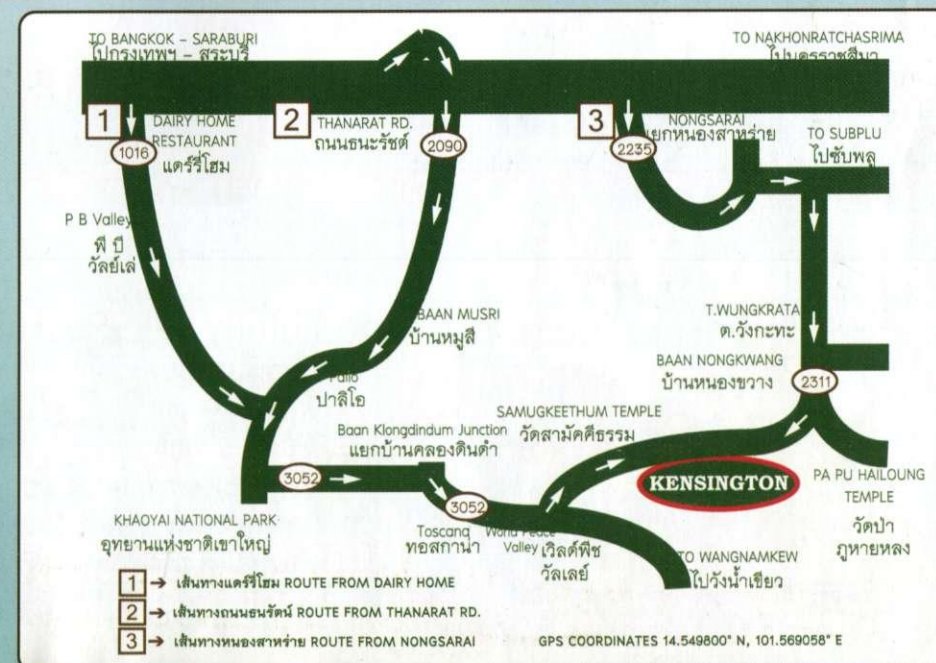 TO BANGKOK – SARABURI
ไปกรุงเทพฯ – สระบุรี
TO NAKHONRATCHASRIMA
ไปนครราชสีมา
1
DAIRY HOME
RESTAURANT
แดรี่โฮม
1016
2
THANARAT RD.
ถนนธนะรัชต์
2090
3
NONGSARAI
แยกหนองสาหร่าย
2235
TO SUBPLU
ไปซับพลู
P B Valley
พี บี
วัลย์เล่
BAAN MUSRI
บ้านหมูสี
T.WUNGKRATA
ต.วังกะทะ
BAAN NONGKWANG
บ้านหนองขวาง
2311
Palio
ปาลิโอ
SAMUGKEETHUM TEMPLE
วัดสามัคคีธรรม
Baan Klongdindum Junction
แยกบ้านคลองดินดำ
3052
3052
KENSINGTON
PA PU HAILOUNG
TEMPLE
วัดป่า
ภูหายหลง
KHAOYAI NATIONAL PARK
อุทยานแห่งชาติเขาใหญ่
Toscana
ทอสกาน่า
World Peace
Valley เวิลด์พีช
วัลเลย์
TO WANGNAMKEW
ไปวังน้ำเขียว
1 → เส้นทางแดรี่โฮม ROUTE FROM DAIRY HOME
2 → เส้นทางถนนธนรัตน์ ROUTE FROM THANARAT RD.
3 → เส้นทางหนองสาหร่าย ROUTE FROM NONGSARAI
GPS COORDINATES 14.549800° N, 101.569058° E